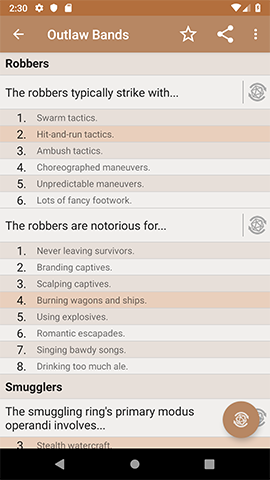 2:30
Outlaw Bands
Robbers
The robbers typically strike with...
1. Swarm tactics.
2. Hit-and-run tactics.
3. Ambush tactics.
4. Choreographed maneuvers.
5. Unpredictable maneuvers.
6. Lots of fancy footwork.
The robbers are notorious for...
1. Never leaving survivors.
2. Branding captives.
3. Scalping captives.
4. Burning wagons and ships.
5. Using explosives.
6. Romantic escapades.
7. Singing bawdy songs.
8. Drinking too much ale.
Smugglers
The smuggling ring's primary modus
operandi involves...
3. Stealth watercraft.